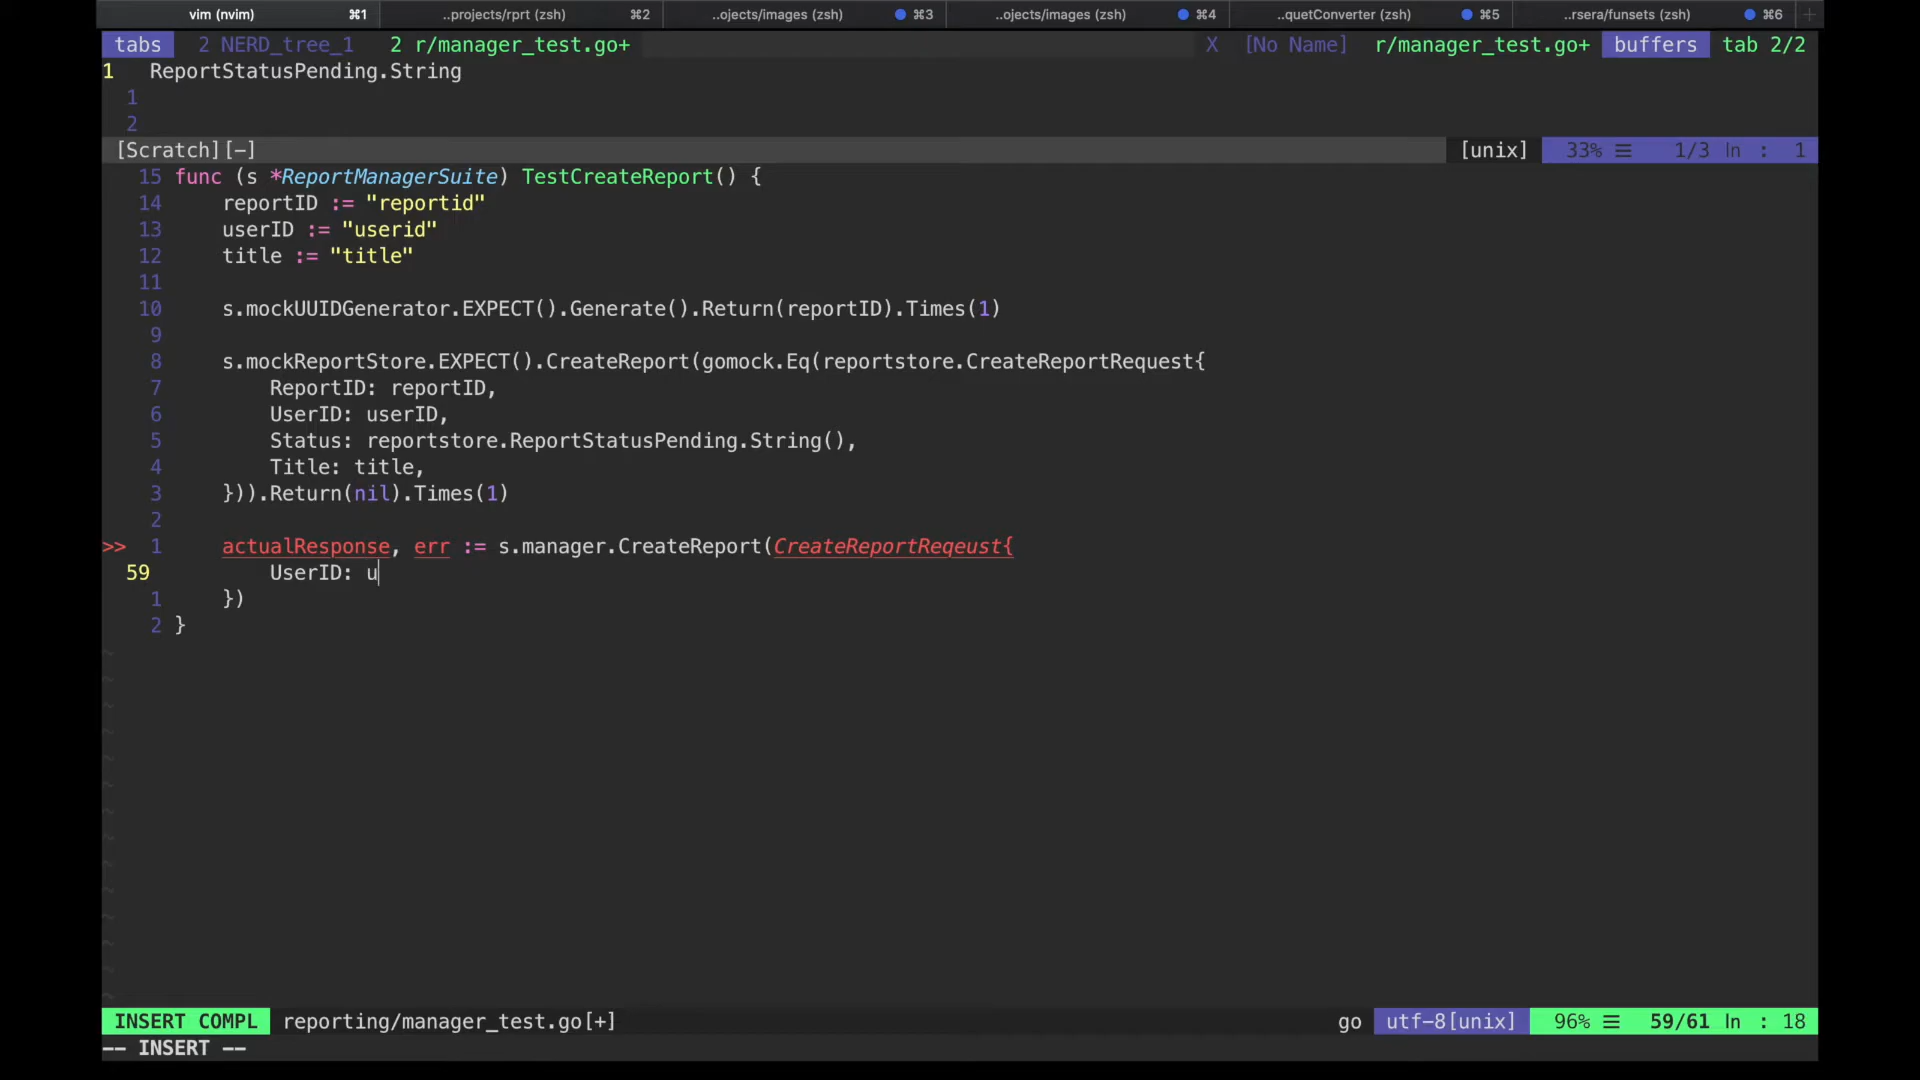 vim (nvim) ⌘1 ..projects/rprt (zsh) ⌘2 ..ojects/images (zsh) ⌘3 ..ojects/images (zsh) ⌘4 ..quetConverter (zsh) ⌘5 ..rsera/funsets (zsh) ⌘6 +
tabs 2 NERD_tree_1 2 r/manager_test.go+ X [No Name] r/manager_test.go+ buffers tab 2/2
1 ReportStatusPending.String
1
2
[Scratch][-] [unix] 33% ☰ 1/3 ln : 1
15 func (s *ReportManagerSuite) TestCreateReport() {
14 reportID := "reportid"
13 userID := "userid"
12 title := "title"
11
10 s.mockUUIDGenerator.EXPECT().Generate().Return(reportID).Times(1)
9
8 s.mockReportStore.EXPECT().CreateReport(gomock.Eq(reportstore.CreateReportRequest{
7 ReportID: reportID,
6 UserID: userID,
5 Status: reportstore.ReportStatusPending.String(),
4 Title: title,
3 })).Return(nil).Times(1)
2
>> 1 actualResponse, err := s.manager.CreateReport(CreateReportReqeust{
59 UserID: u
1 })
2 }
~
~
~
~
~
~
~
~
~
~
~
~
~
~
INSERT COMPL reporting/manager_test.go[+] go utf-8[unix] 96% ☰ 59/61 ln : 18
-- INSERT --